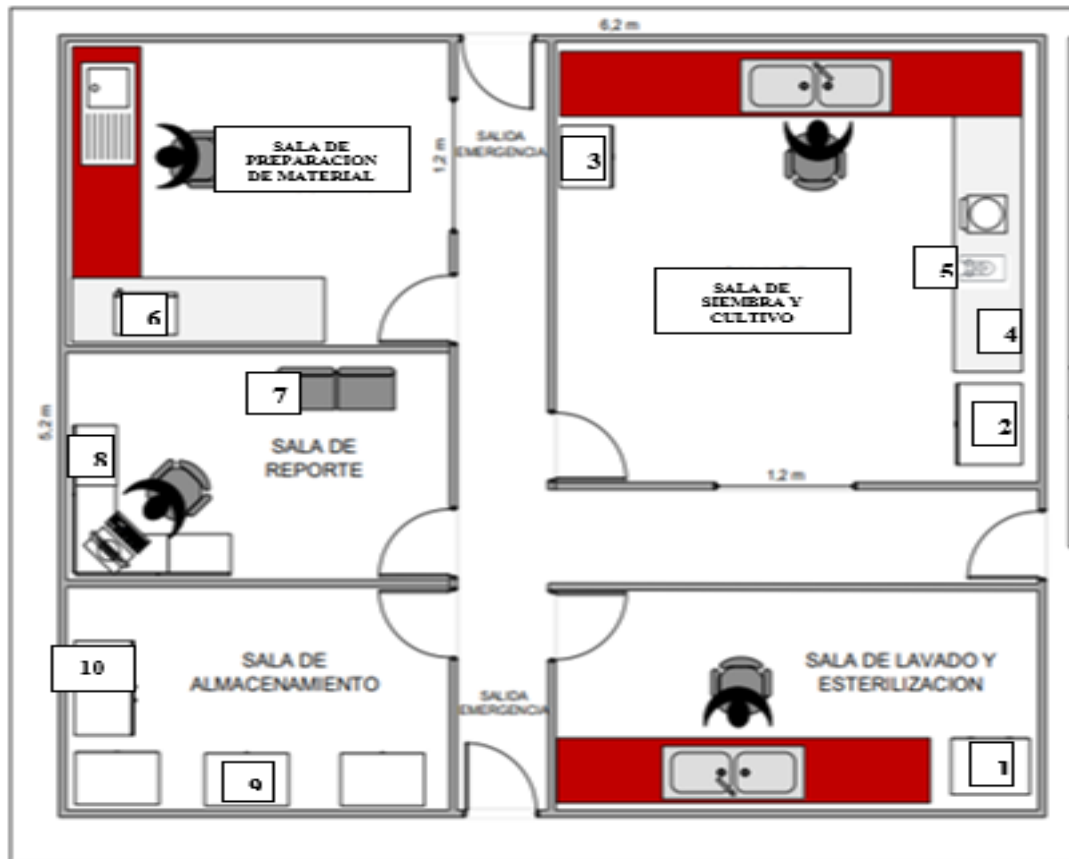 6,2 m
SALA DE
PREPARACION
DE MATERIAL
1,2 m
SALIDA
EMERGENCIA
3
5
SALA DE
SIEMBRA Y
CULTIVO
4
6
7
2
5,2 m
8
SALA DE
REPORTE
1,2 m
10
SALA DE
ALMACENAMIENTO
SALIDA
EMERGENCIA
SALA DE LAVADO Y
ESTERILIZACION
9
1